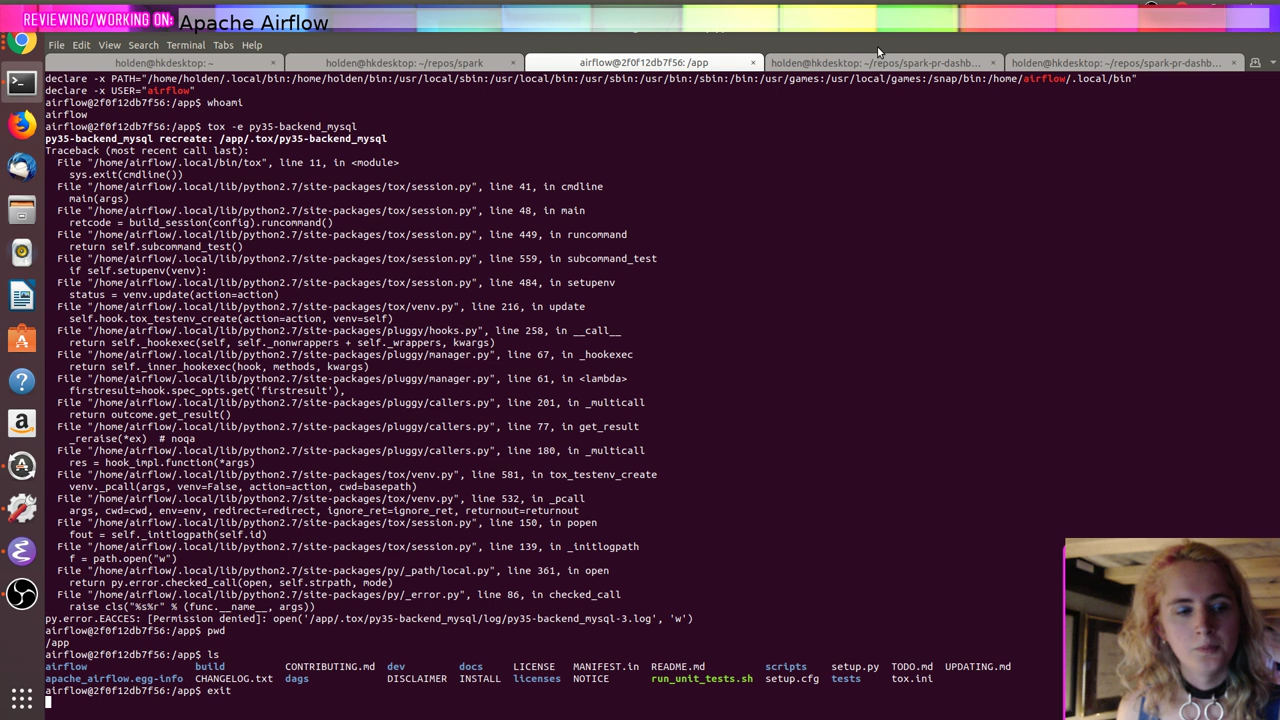 REVIEWING/WORKING ON: Apache Airflow
File Edit View Search Terminal Tabs Help
holden@hkdesktop: ~ × holden@hkdesktop: ~/repos/spark × airflow@2f0f12db7f56: /app × holden@hkdesktop: ~/repos/spark-pr-dashb... × holden@hkdesktop: ~/repos/spark-pr-dashb... ×
declare -x PATH="/home/holden/.local/bin:/home/holden/bin:/usr/local/sbin:/usr/local/bin:/usr/sbin:/usr/bin:/sbin:/bin:/usr/games:/usr/local/games:/snap/bin:/home/airflow/.local/bin"
declare -x USER="airflow"
airflow@2f0f12db7f56:/app$ whoami
airflow
airflow@2f0f12db7f56:/app$ tox -e py35-backend_mysql
py35-backend_mysql recreate: /app/.tox/py35-backend_mysql
Traceback (most recent call last):
File "/home/airflow/.local/bin/tox", line 11, in <module>
sys.exit(cmdline())
File "/home/airflow/.local/lib/python2.7/site-packages/tox/session.py", line 41, in cmdline
main(args)
File "/home/airflow/.local/lib/python2.7/site-packages/tox/session.py", line 48, in main
retcode = build_session(config).runcommand()
File "/home/airflow/.local/lib/python2.7/site-packages/tox/session.py", line 449, in runcommand
return self.subcommand_test()
File "/home/airflow/.local/lib/python2.7/site-packages/tox/session.py", line 559, in subcommand_test
if self.setupenv(venv):
File "/home/airflow/.local/lib/python2.7/site-packages/tox/session.py", line 484, in setupenv
status = venv.update(action=action)
File "/home/airflow/.local/lib/python2.7/site-packages/tox/venv.py", line 216, in update
self.hook.tox_testenv_create(action=action, venv=self)
File "/home/airflow/.local/lib/python2.7/site-packages/pluggy/hooks.py", line 258, in __call__
return self._hookexec(self, self._nonwrappers + self._wrappers, kwargs)
File "/home/airflow/.local/lib/python2.7/site-packages/pluggy/manager.py", line 67, in _hookexec
return self._inner_hookexec(hook, methods, kwargs)
File "/home/airflow/.local/lib/python2.7/site-packages/pluggy/manager.py", line 61, in <lambda>
firstresult=hook.spec_opts.get('firstresult'),
File "/home/airflow/.local/lib/python2.7/site-packages/pluggy/callers.py", line 201, in _multicall
return outcome.get_result()
File "/home/airflow/.local/lib/python2.7/site-packages/pluggy/callers.py", line 77, in get_result
_reraise(*ex)  # noqa
File "/home/airflow/.local/lib/python2.7/site-packages/pluggy/callers.py", line 180, in _multicall
res = hook_impl.function(*args)
File "/home/airflow/.local/lib/python2.7/site-packages/tox/venv.py", line 581, in tox_testenv_create
venv._pcall(args, venv=False, action=action, cwd=basepath)
File "/home/airflow/.local/lib/python2.7/site-packages/tox/venv.py", line 532, in _pcall
args, cwd=cwd, env=env, redirect=redirect, ignore_ret=ignore_ret, returnout=returnout
File "/home/airflow/.local/lib/python2.7/site-packages/tox/session.py", line 150, in popen
fout = self._initlogpath(self.id)
File "/home/airflow/.local/lib/python2.7/site-packages/tox/session.py", line 139, in _initlogpath
f = path.open("w")
File "/home/airflow/.local/lib/python2.7/site-packages/py/_path/local.py", line 361, in open
return py.error.checked_call(open, self.strpath, mode)
File "/home/airflow/.local/lib/python2.7/site-packages/py/_error.py", line 86, in checked_call
raise cls("%s%r" % (func.__name__, args))
py.error.EACCES: [Permission denied]: open('/app/.tox/py35-backend_mysql/log/py35-backend_mysql-3.log', 'w')
airflow@2f0f12db7f56:/app$ pwd
/app
airflow@2f0f12db7f56:/app$ ls
airflow build CONTRIBUTING.md dev docs LICENSE MANIFEST.in README.md scripts setup.py TODO.md UPDATING.md
apache_airflow.egg-info CHANGELOG.txt dags DISCLAIMER INSTALL licenses NOTICE run_unit_tests.sh setup.cfg tests tox.ini
airflow@2f0f12db7f56:/app$ exit